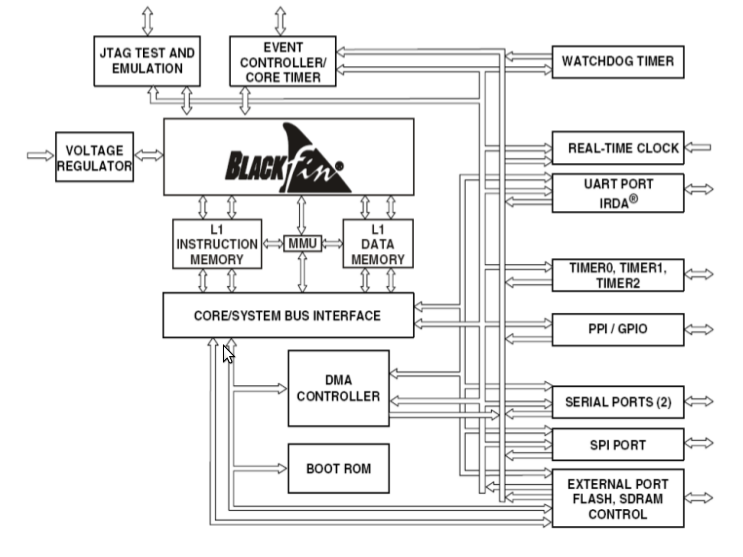 JTAG TEST AND
EMULATION
EVENT
CONTROLLER/
CORE TIMER
WATCHDOG TIMER
VOLTAGE
REGULATOR
BLACKfin®
REAL-TIME CLOCK
UART PORT
IRDA®
L1
INSTRUCTION
MEMORY
MMU
L1
DATA
MEMORY
TIMER0, TIMER1,
TIMER2
CORE/SYSTEM BUS INTERFACE
PPI / GPIO
DMA
CONTROLLER
SERIAL PORTS (2)
SPI PORT
BOOT ROM
EXTERNAL PORT
FLASH, SDRAM
CONTROL